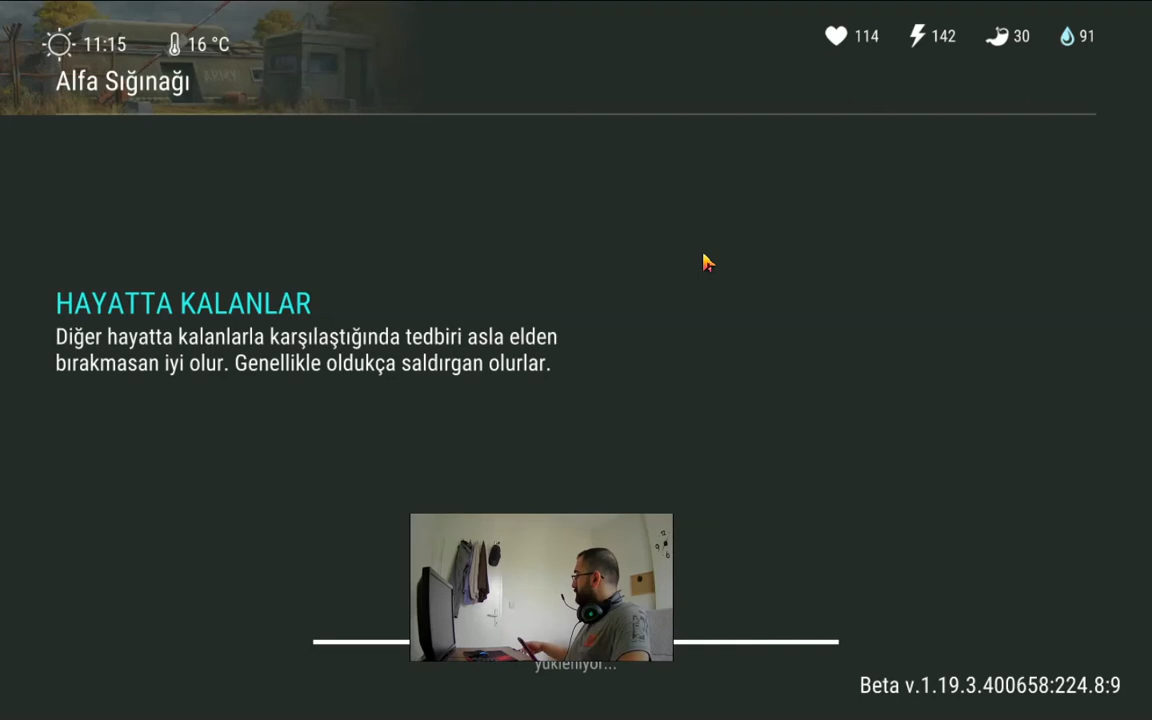 11:15 16 °C
114 142 30 91
Alfa Sığınağı
HAYATTA KALANLAR
Diğer hayatta kalanlarla karşılaştığında tedbiri asla elden
bırakmasan iyi olur. Genellikle oldukça saldırgan olurlar.
yükleniyor...
Beta v.1.19.3.400658:224.8:9